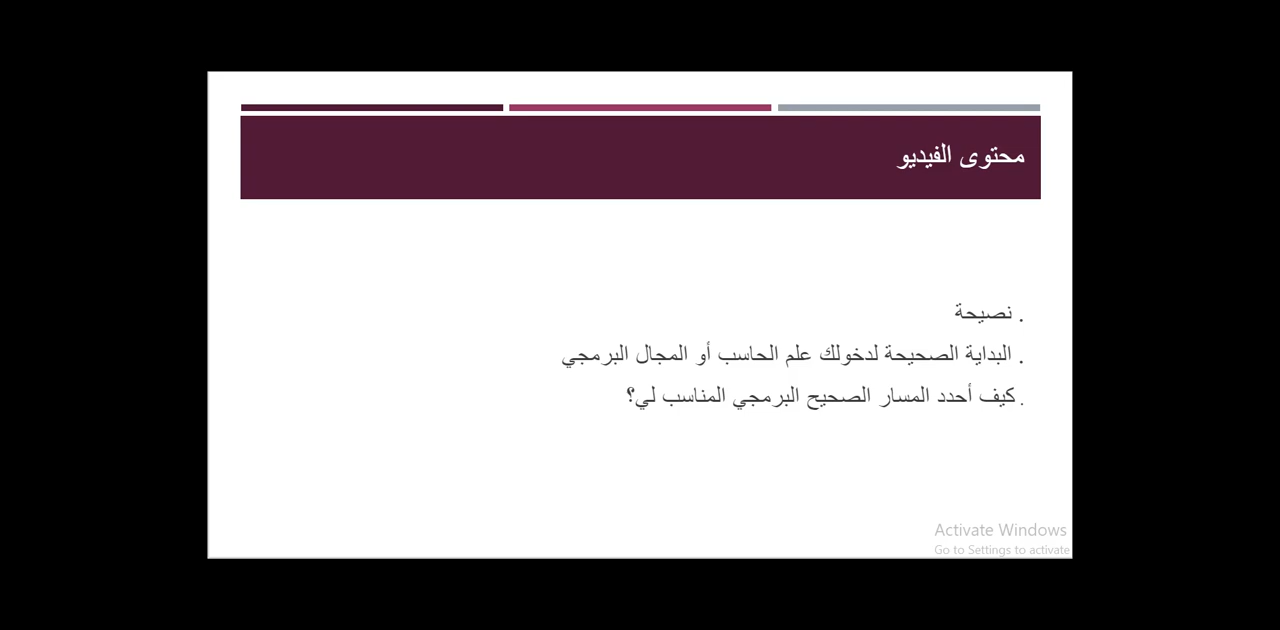 محتوى الفيديو
. نصيحة
. البداية الصحيحة لدخولك علم الحاسب أو المجال البرمجي
. كيف أحدد المسار الصحيح البرمجي المناسب لي؟
Activate Windows
Go to Settings to activate